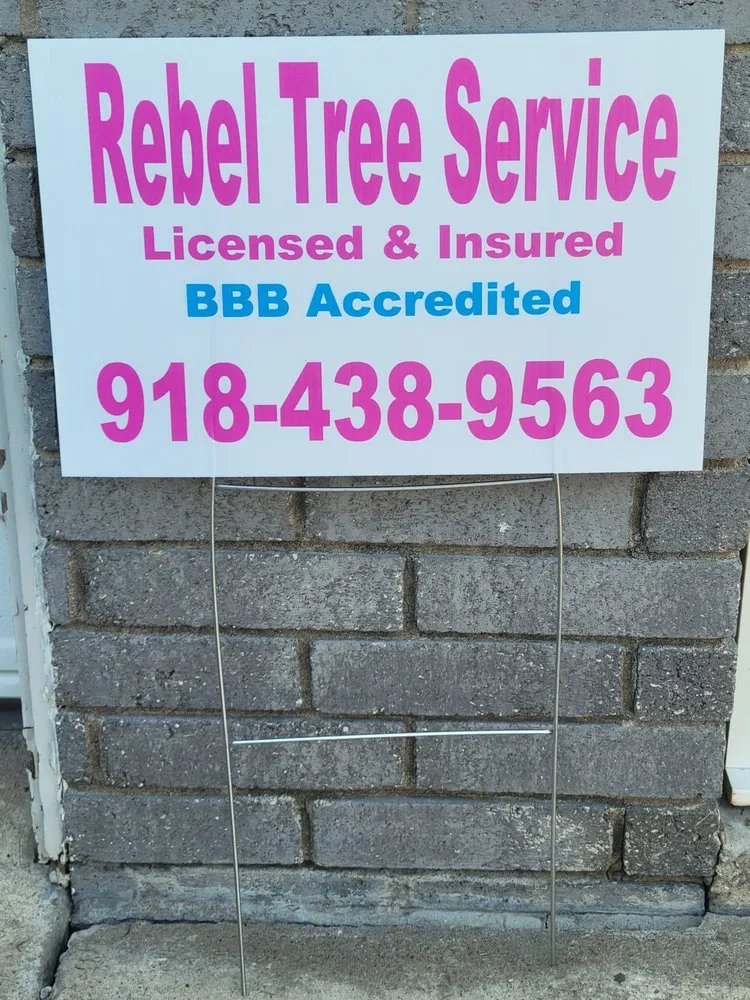 Rebel Tree Service
Licensed & Insured
BBB Accredited
918-438-9563